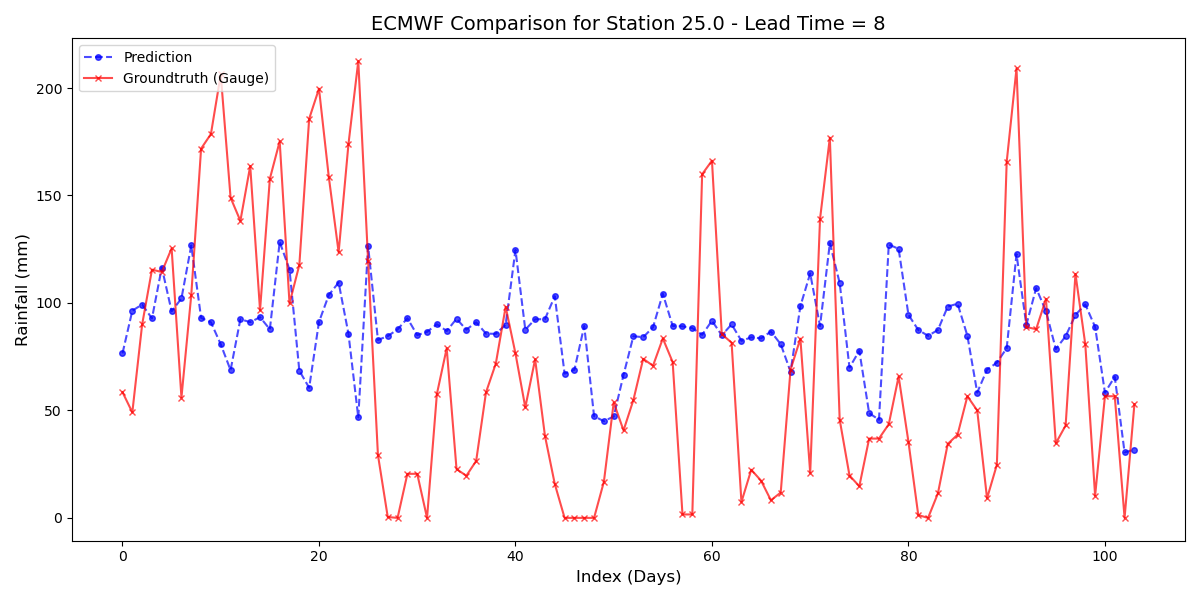 ECMWF Comparison for Station 25.0 - Lead Time = 8
Prediction
Groundtruth (Gauge)
Rainfall (mm)
200
150
100
50
0
0 20 40 60 80 100
Index (Days)